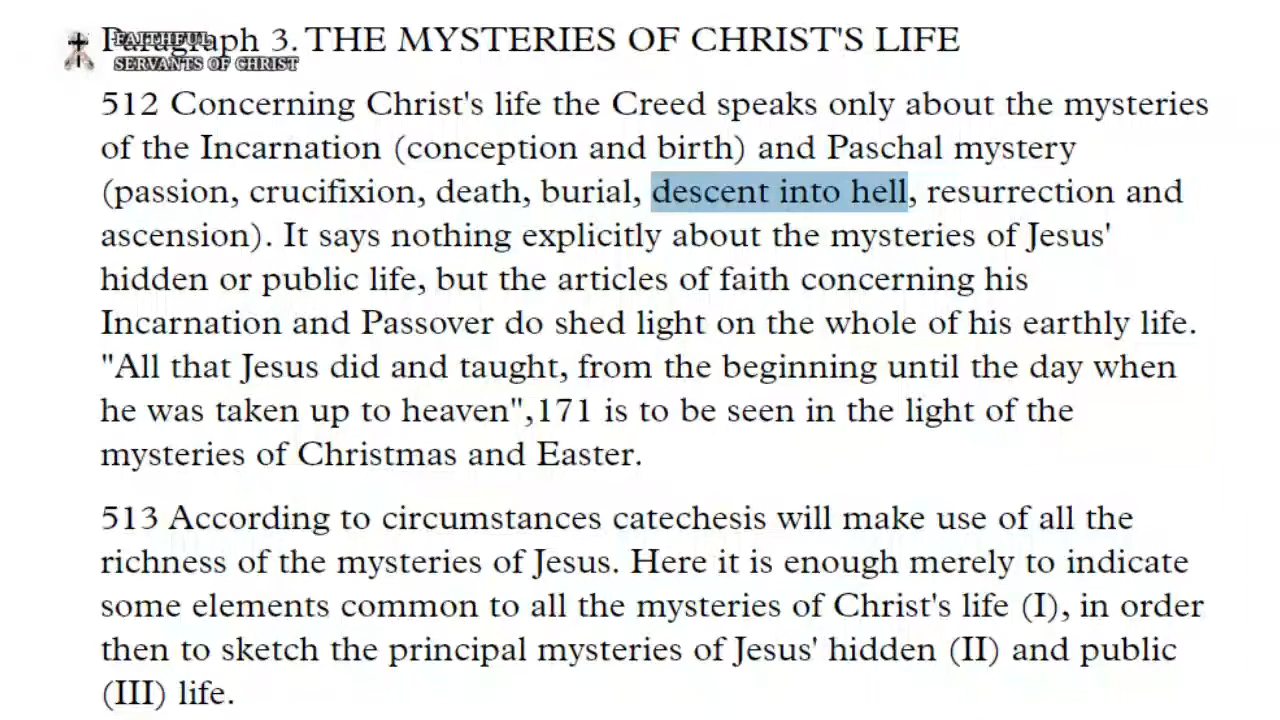 Paragraph 3. THE MYSTERIES OF CHRIST'S LIFE
FAITHFUL
SERVANTS OF CHRIST
512 Concerning Christ's life the Creed speaks only about the mysteries
of the Incarnation (conception and birth) and Paschal mystery
(passion, crucifixion, death, burial, descent into hell, resurrection and
ascension). It says nothing explicitly about the mysteries of Jesus'
hidden or public life, but the articles of faith concerning his
Incarnation and Passover do shed light on the whole of his earthly life.
"All that Jesus did and taught, from the beginning until the day when
he was taken up to heaven",171 is to be seen in the light of the
mysteries of Christmas and Easter.
513 According to circumstances catechesis will make use of all the
richness of the mysteries of Jesus. Here it is enough merely to indicate
some elements common to all the mysteries of Christ's life (I), in order
then to sketch the principal mysteries of Jesus' hidden (II) and public
(III) life.